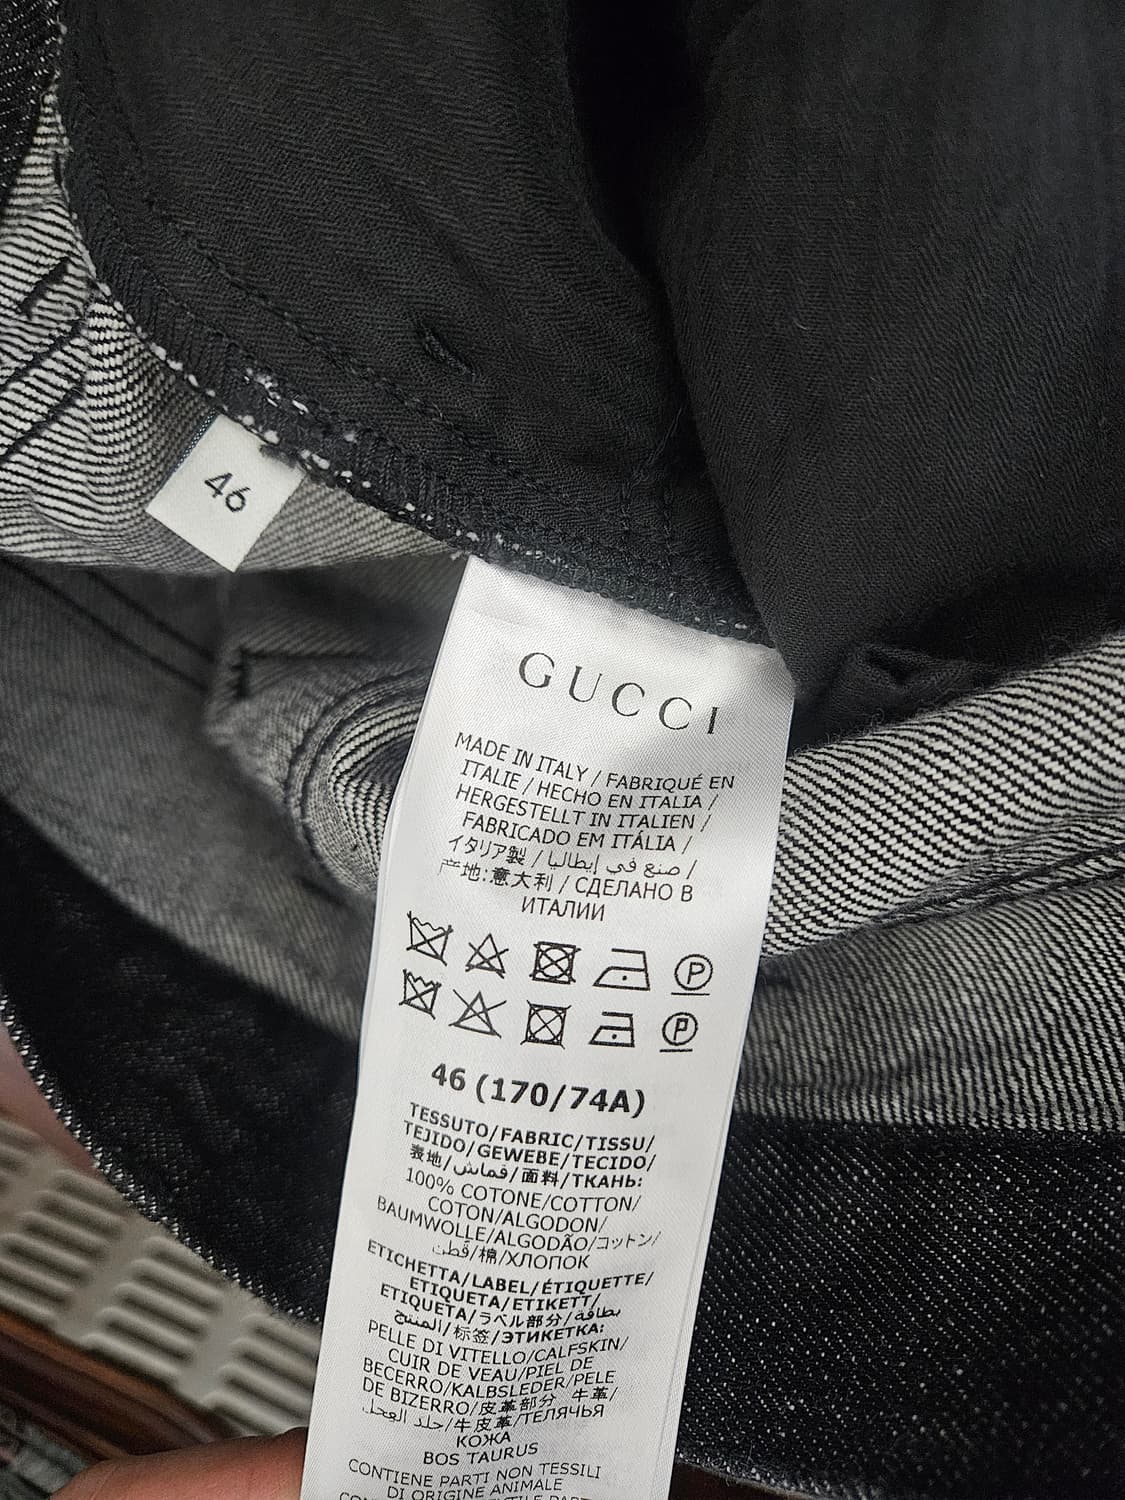 46
GUCCI
MADE IN ITALY / FABRIQUÉ EN
ITALIE / HECHO EN ITALIA /
HERGESTELLT IN ITALIEN /
FABRICADO EM ITÁLIA /
イタリア製 / صنع في إيطاليا /
产地:意大利 / СДЕЛАНО В
ИТАЛИИ
P
P
46 (170/74A)
TESSUTO/FABRIC/TISSU/
TEJIDO/GEWEBE/TECIDO/
表地/قماش/面料/ТКАНЬ:
100% COTONE/COTTON/
COTON/ALGODON/
BAUMWOLLE/ALGODÃO/コットン/
قطن/棉/ХЛОПОК
ETICHETTA/LABEL/ÉTIQUETTE/
ETIQUETA/ETIKETT/
ETIQUETA/ラベル部分/بطاقة
المنتج/标签/ЭТИКЕТКА:
PELLE DI VITELLO/CALFSKIN/
CUIR DE VEAU/PIEL DE
BECERRO/KALBSLEDER/PELE
DE BIZERRO/皮革部分 牛革/
جلد العجل/牛皮革/ТЕЛЯЧЬЯ
КОЖА
BOS TAURUS
CONTIENE PARTI NON TESSILI
DI ORIGINE ANIMALE